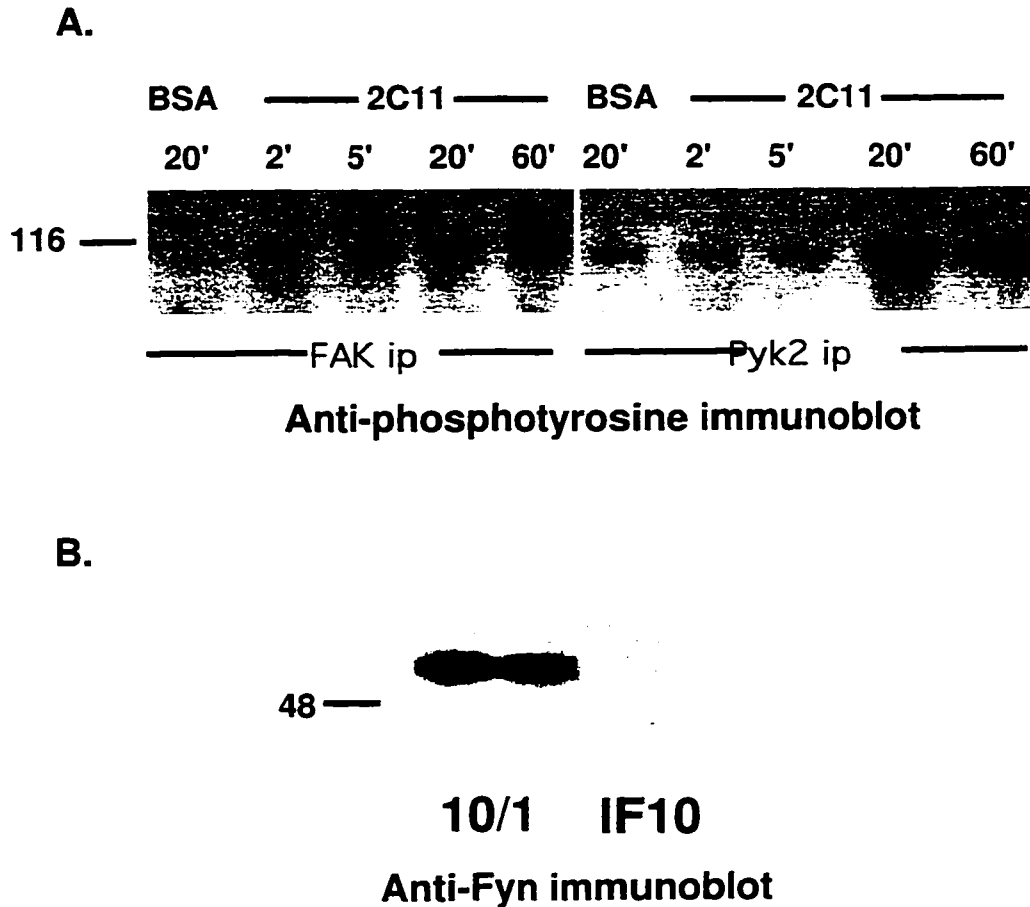 A.
BSA 2C11 BSA 2C11
20' 2' 5' 20' 60' 20' 2' 5' 20' 60'
116
FAK ip Pyk2 ip
Anti-phosphotyrosine immunoblot
B.
48
10/1 IF10
Anti-Fyn immunoblot